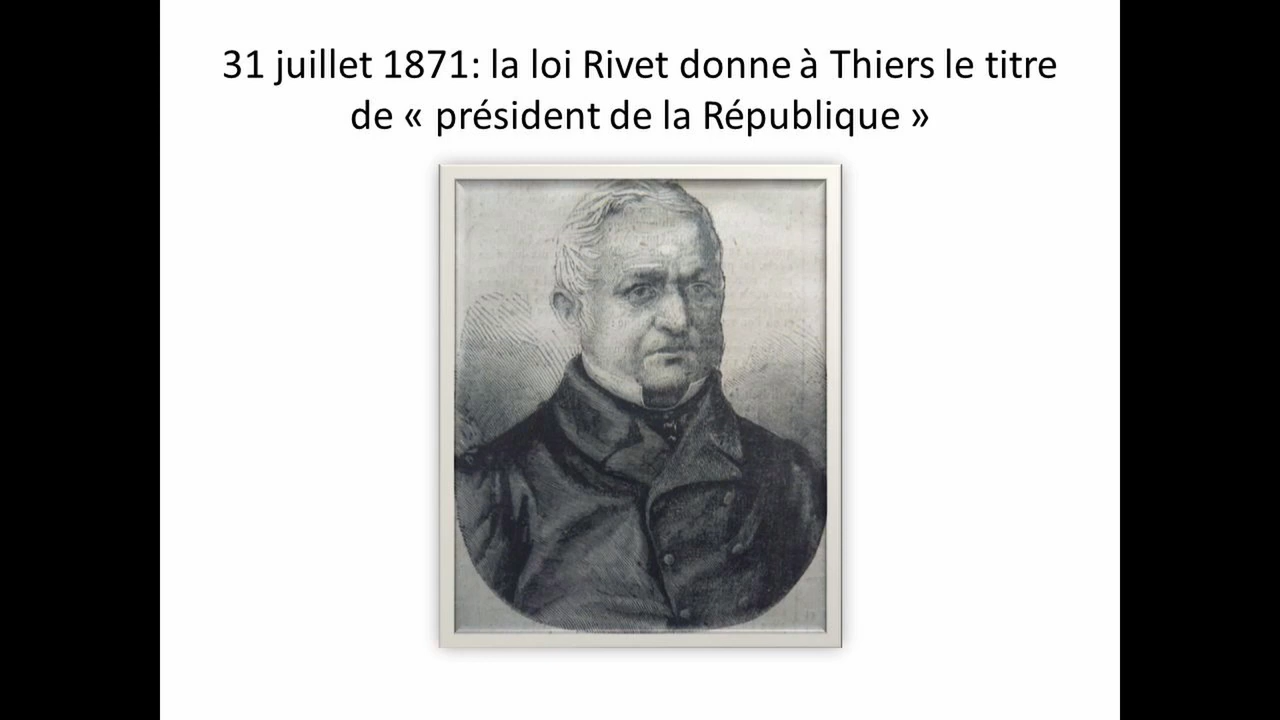 31 juillet 1871: la loi Rivet donne à Thiers le titre
de « président de la République »